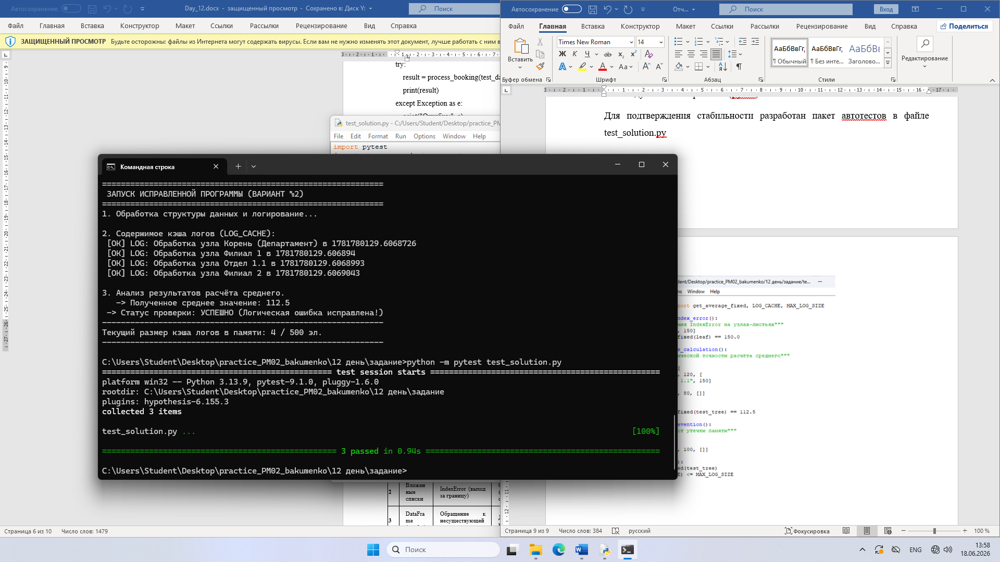 Автосохранение
Day_12.docx - защищенный просмотр - Сохранено в: Диск Y:
Поиск
Файл Главная Вставка Конструктор Макет Ссылки Рассылки Рецензирование Вид Справка
ЗАЩИЩЕННЫЙ ПРОСМОТР Будьте осторожны: файлы из Интернета могут содержать вирусы. Если вам не нужно изменять этот документ, лучше работать с ним в
try:
result = process_booking(test_da
print(result)
except Exception as e:
test_solution.py - C:/Users/Student/Desktop/practice_PM
File Edit Format Run Options Window Help
import pytest
Автосохранение
Отч...
Поиск
Вход
Файл Главная Вставка Конструктор Макет Ссылки Рассылки Рецензирование Вид Справка
Поделиться
Вставить
Times New Roman 14
Ж К Ч ab
АаБбВвГг, АаБбВвГг, АаБбВв
¶ Обычный ¶ Без инте... Заголово...
Редактирование
Буфер обмена Шрифт Абзац Стили
Для подтверждения стабильности разработан пакет автотестов в файле
test_solution.py
Командная строка
============================================================
ЗАПУСК ИСПРАВЛЕННОЙ ПРОГРАММЫ (ВАРИАНТ №2)
============================================================
1. Обработка структуры данных и логирование...
2. Содержимое кэша логов (LOG_CACHE):
[OK] LOG: Обработка узла Корень (Департамент) в 1781780129.6068726
[OK] LOG: Обработка узла Филиал 1 в 1781780129.606894
[OK] LOG: Обработка узла Отдел 1.1 в 1781780129.6068993
[OK] LOG: Обработка узла Филиал 2 в 1781780129.6069043
3. Анализ результатов расчёта среднего.
-> Полученное среднее значение: 112.5
-> Статус проверки: УСПЕШНО (Логическая ошибка исправлена!)
------------------------------------------------------------
Текущий размер кэша логов в памяти: 4 / 500 эл.
------------------------------------------------------------
C:\Users\Student\Desktop\practice_PM02_bakumenko\12 день\задание>python -m pytest test_solution.py
================================================= test session starts =================================================
platform win32 -- Python 3.13.9, pytest-9.1.0, pluggy-1.6.0
rootdir: C:\Users\Student\Desktop\practice_PM02_bakumenko\12 день\задание
plugins: hypothesis-6.155.3
collected 3 items
test_solution.py ... [100%]
================================================== 3 passed in 0.94s ==================================================
C:\Users\Student\Desktop\practice_PM02_bakumenko\12 день\задание>
dent/Desktop/practice_PM02_bakumenko/12 день/задание/te...
ns Window Help
port get_average_fixed, LOG_CACHE, MAX_LOG_SIZE
ndex_error():
ния IndexError на узлах-листьях"""
, 150]
fixed(leaf) == 150.0
e_calculation():
ической точности расчёта среднего"""
[
, 120, [
1.1", 150]
, 80, []]
fixed(test_tree) == 112.5
evention():
от утечки памяти"""
, 100, []]
):
ed(test_tree)
E) <= MAX_LOG_SIZE
2 Вложен ные списки IndexError (выход за границу)
3 DataFra me Обращение к несуществующей
Страница 6 из 10 Число слов: 1479
Страница 9 из 9 Число слов: 384 русский
Фокусировка
100 %
Поиск
ENG
13:58
18.06.2026